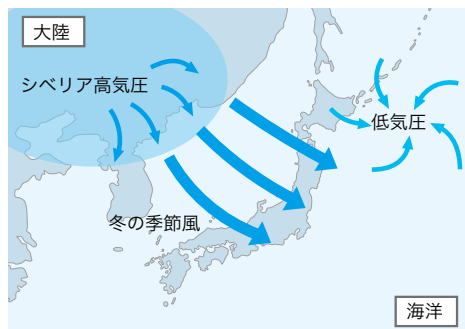 大陸
シベリア高気圧
低気圧
冬の季節風
海洋